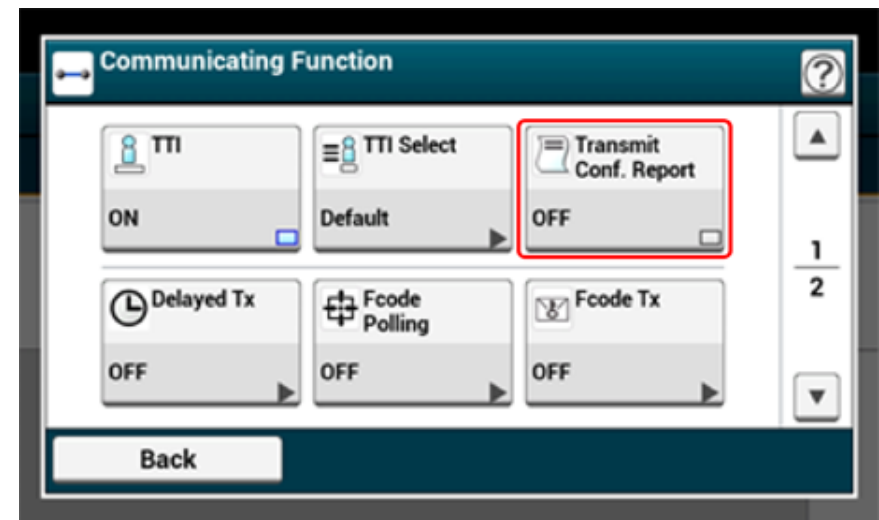 Communicating Function
?
TTI
ON
TTI Select
Default
Transmit
Conf. Report
OFF
1
2
Delayed Tx
OFF
Fcode
Polling
OFF
Fcode Tx
OFF
Back